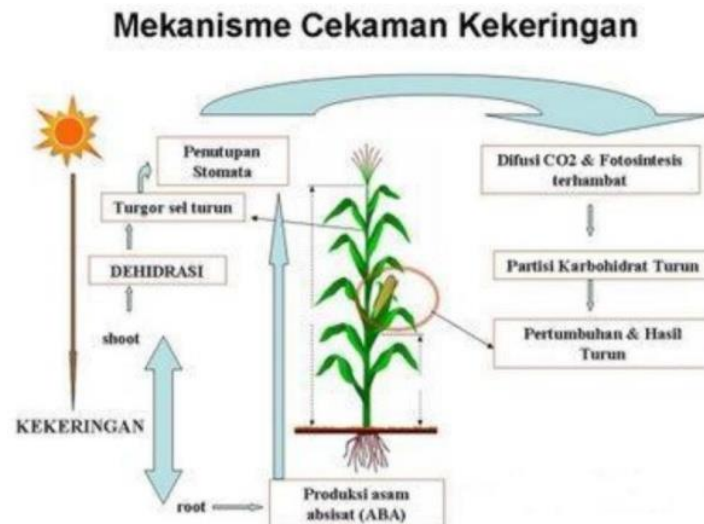 Mekanisme Cekaman Kekeringan
Penutupan
Stomata
Turgor sel turun
DEHIDRASI
shoot
KEKERINGAN
root
Produksi asam
absisat (ABA)
Difusi CO2 & Fotosintesis
terhambat
Partisi Karbohidrat Turun
Pertumbuhan & Hasil
Turun